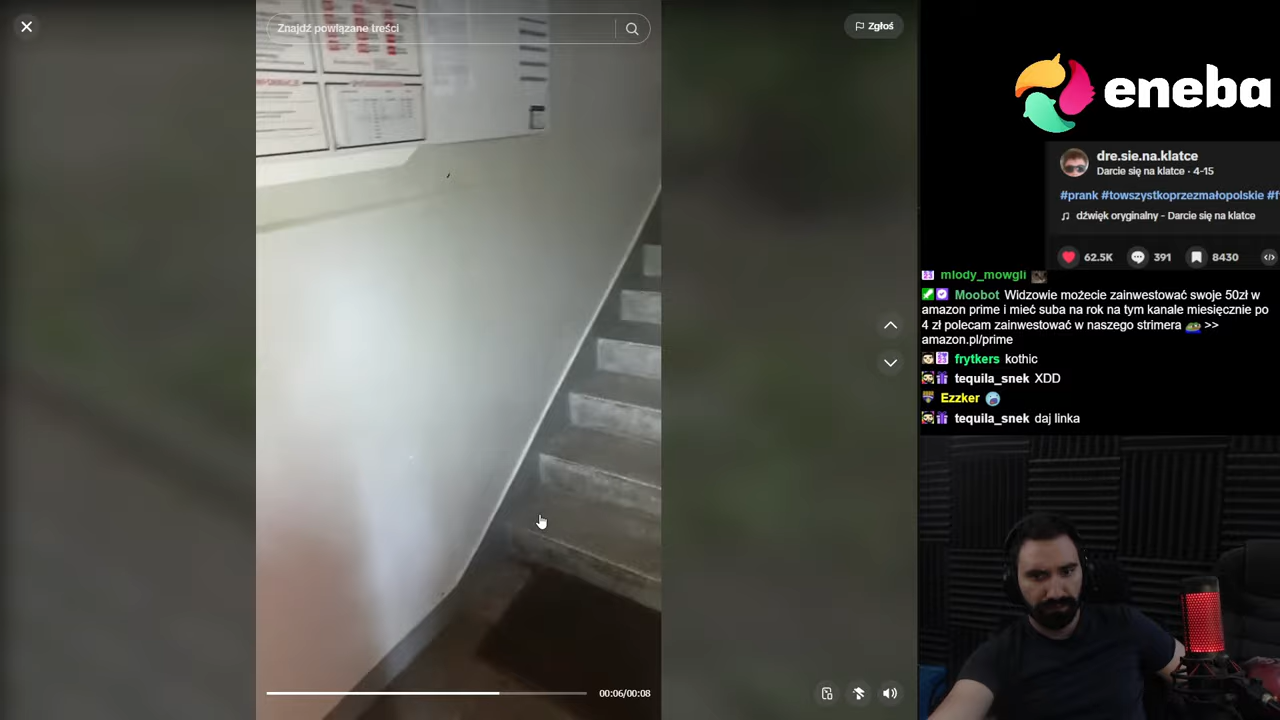 Znajdź powiązane treści
Zgłoś
eneba
dre.sie.na.klatce
Darcie się na klatce · 4-15
#prank #towszystkoprzezmałopolskie #f
dźwięk oryginalny - Darcie się na klatce
62.5K 391 8430
mlody_mowgli
Moobot Widzowie możecie zainwestować swoje 50zł w
amazon prime i mieć suba na rok na tym kanale miesięcznie po
4 zł polecam zainwestować w naszego strimera >>
amazon.pl/prime
frytkers kothic
tequila_snek XDD
Ezzker
tequila_snek daj linka
00:06/00:08